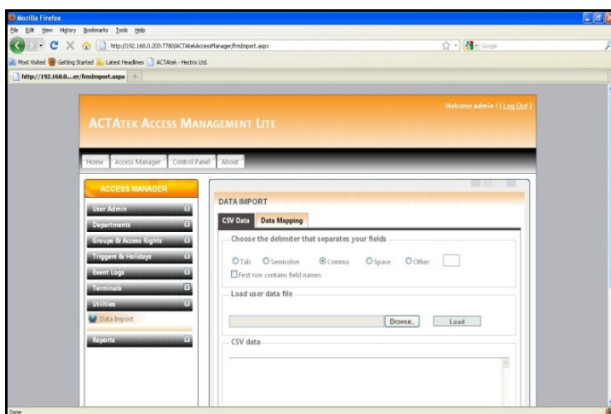 Mozilla Firefox
File Edit View History Bookmarks Tools Help
http://192.168.0.203:7780/ACTAtekAccessManager/frmImport.aspx
Google
Most Visited Getting Started Latest Headlines ACTAtek - Hectrix Ltd.
http://192.168.0....er/frmImport.aspx
Welcome admin ! [ Log Out ]
ACTATEK ACCESS MANAGEMENT LITE
Home Access Manager Control Panel About
ACCESS MANAGER
User Admin
Departments
Groups & Access Rights
Triggers & Holidays
Event Logs
Terminals
Utilities
Data Import
Reports
DATA IMPORT
CSV Data Data Mapping
Choose the delimiter that separates your fields
Tab Semicolon Comma Space Other
First row contains field names
Load user data file
Browse.. Load
CSV data
Done